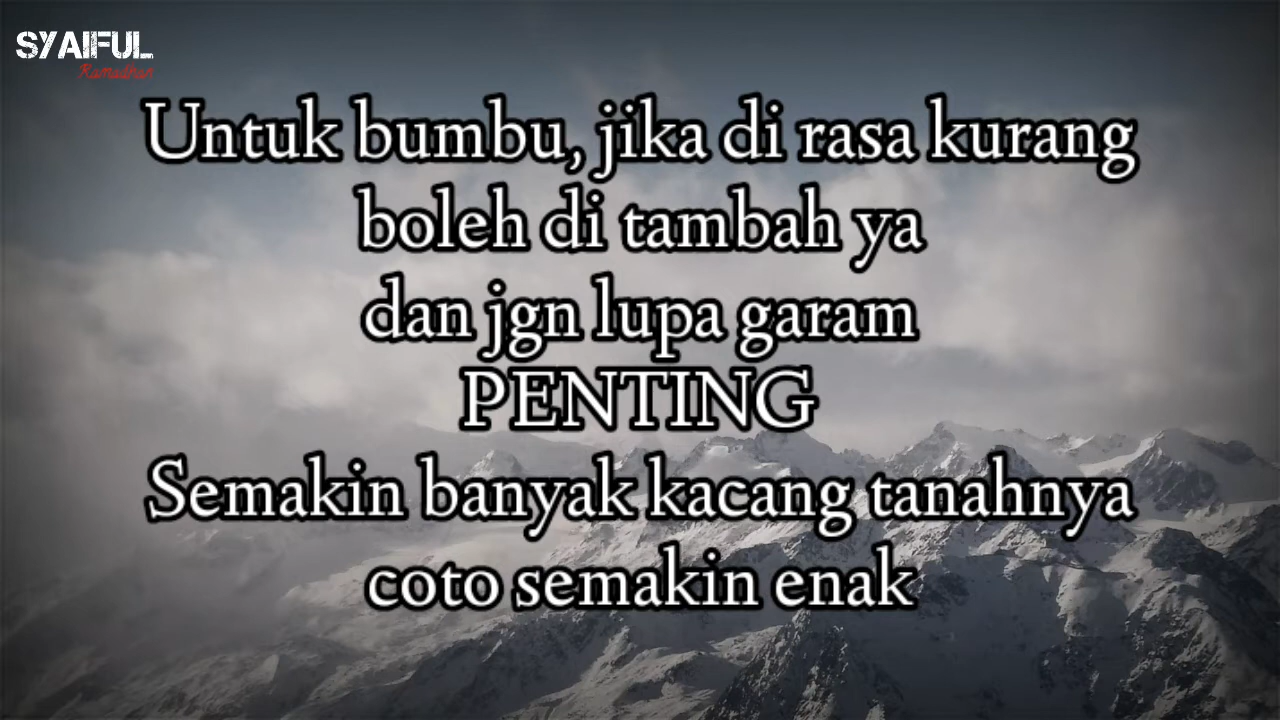 SYAIFUL
Ramadhan
Untuk bumbu, jika di rasa kurang
boleh di tambah ya
dan jgn lupa garam
PENTING
Semakin banyak kacang tanahnya
coto semakin enak